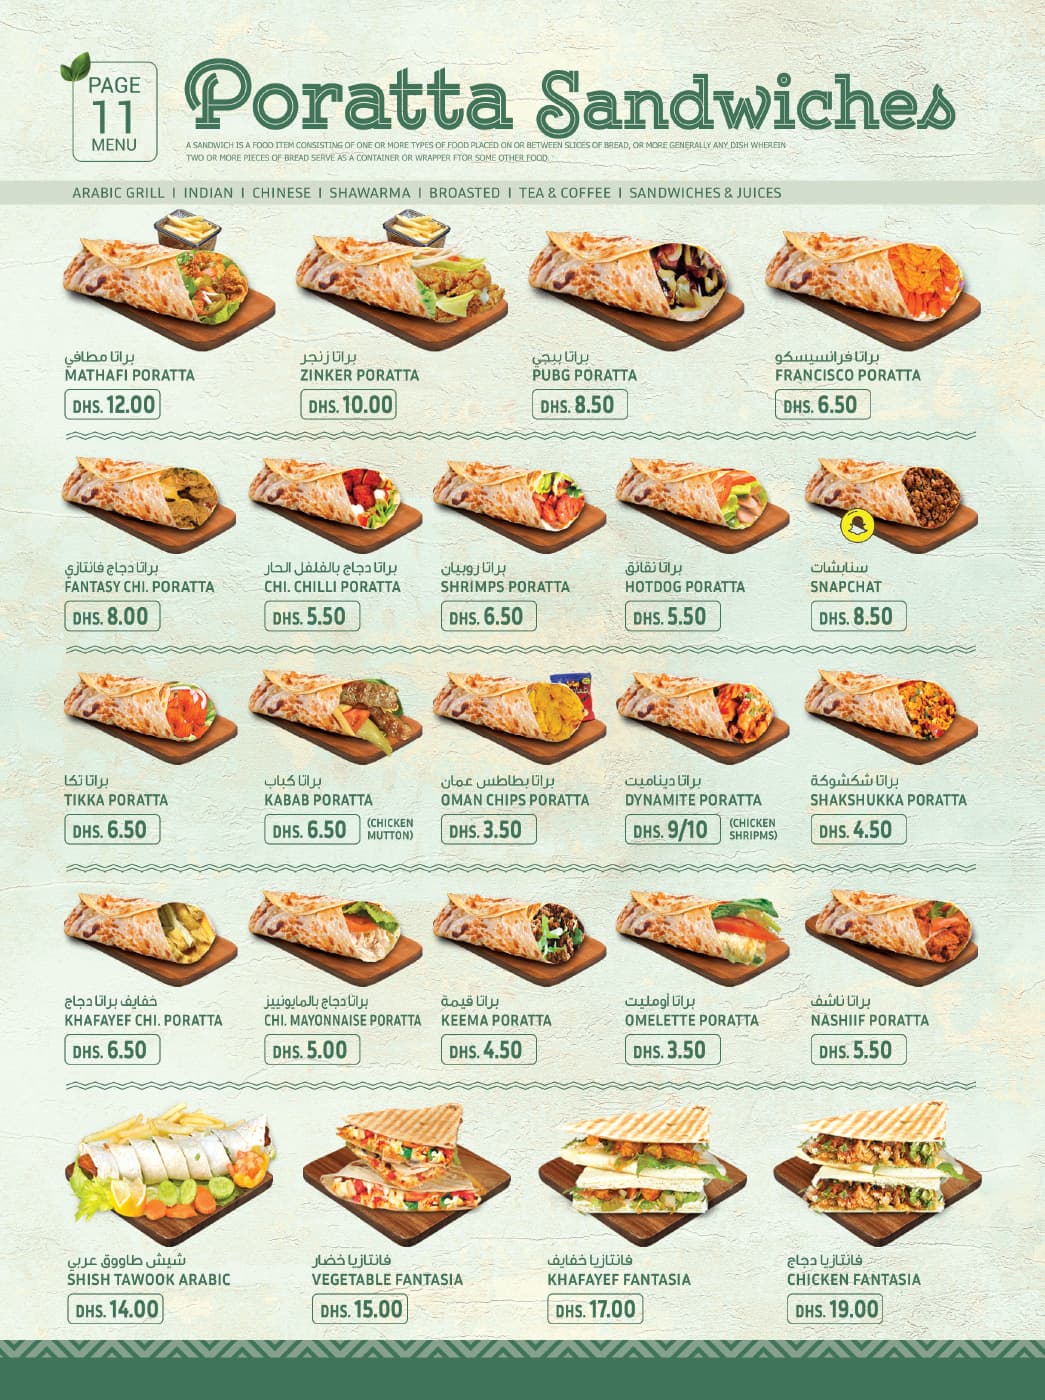 PAGE
11
MENU
Poratta Sandwiches
A SANDWICH IS A FOOD ITEM CONSISTING OF ONE OR MORE TYPES OF FOOD PLACED ON OR BETWEEN SLICES OF BREAD, OR MORE GENERALLY ANY DISH WHEREIN
TWO OR MORE PIECES OF BREAD SERVE AS A CONTAINER OR WRAPPER FTOR SOME OTHER FOOD.
ARABIC GRILL I INDIAN I CHINESE I SHAWARMA I BROASTED I TEA & COFFEE I SANDWICHES & JUICES
براتا مطافي
MATHAFI PORATTA
DHS. 12.00
براتا زنجر
ZINKER PORATTA
DHS. 10.00
براتا ببجي
PUBG PORATTA
DHS. 8.50
براتا فرانسيسكو
FRANCISCO PORATTA
DHS. 6.50
براتا دجاج فانتازي
FANTASY CHI. PORATTA
DHS. 8.00
براتا دجاج بالفلفل الحار
CHI. CHILLI PORATTA
DHS. 5.50
براتا روبيان
SHRIMPS PORATTA
DHS. 6.50
براتا نقانق
HOTDOG PORATTA
DHS. 5.50
سنابشات
SNAPCHAT
DHS. 8.50
براتا تكا
TIKKA PORATTA
DHS. 6.50
براتا كباب
KABAB PORATTA
DHS. 6.50
(CHICKEN
MUTTON)
براتا بطاطس عمان
OMAN CHIPS PORATTA
DHS. 3.50
براتا ديناميت
DYNAMITE PORATTA
DHS. 9/10
(CHICKEN
SHRIPMS)
براتا شكشوكة
SHAKSHUKKA PORATTA
DHS. 4.50
خفايف براتا دجاج
KHAFAYEF CHI. PORATTA
DHS. 6.50
براتا دجاج بالمايونييز
CHI. MAYONNAISE PORATTA
DHS. 5.00
براتا قيمة
KEEMA PORATTA
DHS. 4.50
براتا أومليت
OMELETTE PORATTA
DHS. 3.50
براتا ناشف
NASHIIF PORATTA
DHS. 5.50
شيش طاووق عربي
SHISH TAWOOK ARABIC
DHS. 14.00
فانتازيا خضار
VEGETABLE FANTASIA
DHS. 15.00
فانتازيا خفايف
KHAFAYEF FANTASIA
DHS. 17.00
فانتازيا دجاج
CHICKEN FANTASIA
DHS. 19.00